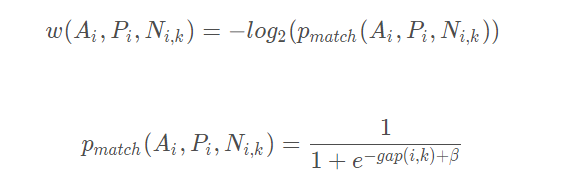 w(A_i, P_i, N_{i,k}) = −log_2(p_{match}(A_i, P_i, N_{i,k}))
p_{match}(A_i, P_i, N_{i,k}) = \frac{1}{1 + e^{−gap(i,k)+β}}